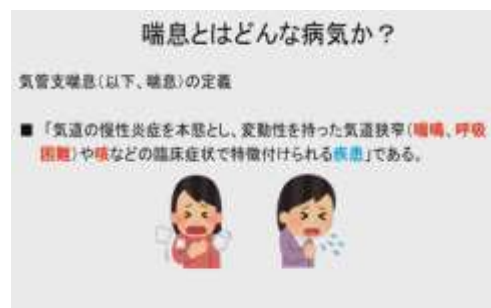 喘息とはどんな病気か？
気管支喘息（以下、喘息）の定義
■ 「気道の慢性炎症を本態とし、変動性を持った気道狭窄（喘鳴、呼吸
困難）や咳などの臨床症状で特徴付けられる疾患」である。